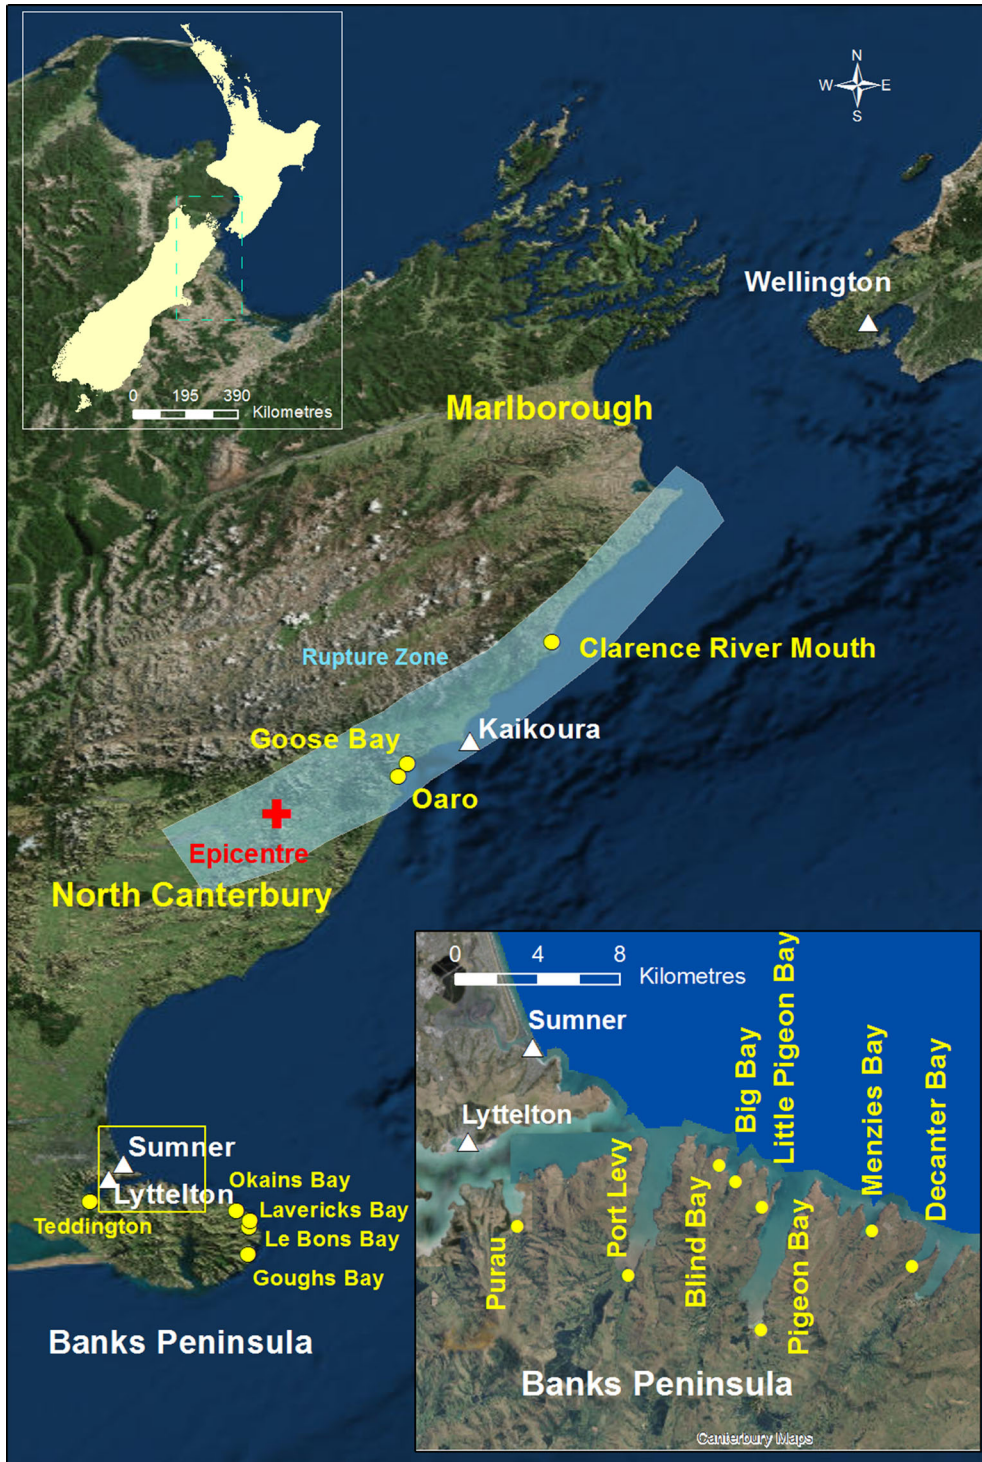 N
W E
S
0 195 390
Kilometres
Wellington
Marlborough
Rupture Zone
Clarence River Mouth
Kaikoura
Goose Bay
Oaro
Epicentre
North Canterbury
Sumner
Lyttelton
Okains Bay
Lavericks Bay
Teddington
Le Bons Bay
Goughs Bay
Banks Peninsula
0 4 8
Kilometres
Sumner
Lyttelton
Purau
Port Levy
Blind Bay
Big Bay
Little Pigeon Bay
Pigeon Bay
Menzies Bay
Decanter Bay
Banks Peninsula
Canterbury Maps